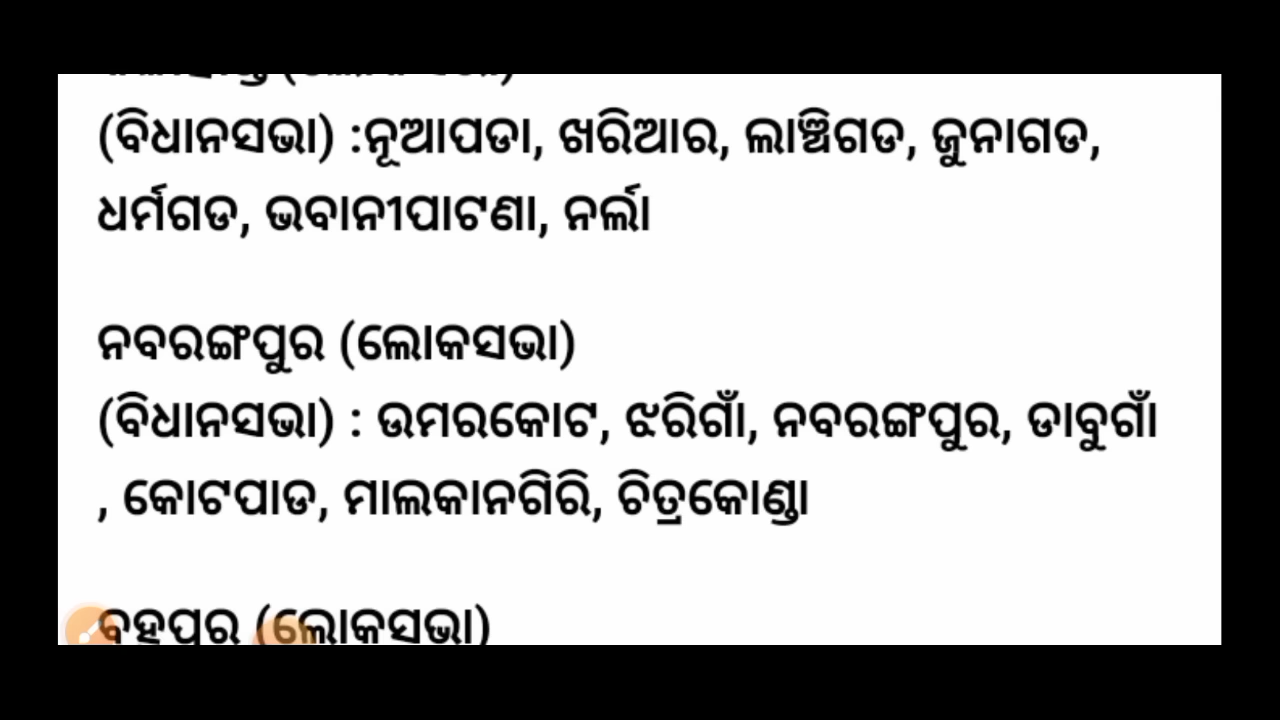 (ବିଧାନସଭା) :ନୂଆପଡା, ଖରିଆର, ଲାଞ୍ଚିଗଡ, ଜୁନାଗଡ,
ଧର୍ମଗଡ, ଭବାନୀପାଟଣା, ନର୍ଲା
ନବରଙ୍ଗପୁର (ଲୋକସଭା)
(ବିଧାନସଭା) : ଉମରକୋଟ, ଝରିଗାଁ, ନବରଙ୍ଗପୁର, ଡାବୁଗାଁ
, କୋଟପାଡ, ମାଲକାନଗିରି, ଚିତ୍ରକୋଣ୍ଡା
(ଲୋକସଭା)